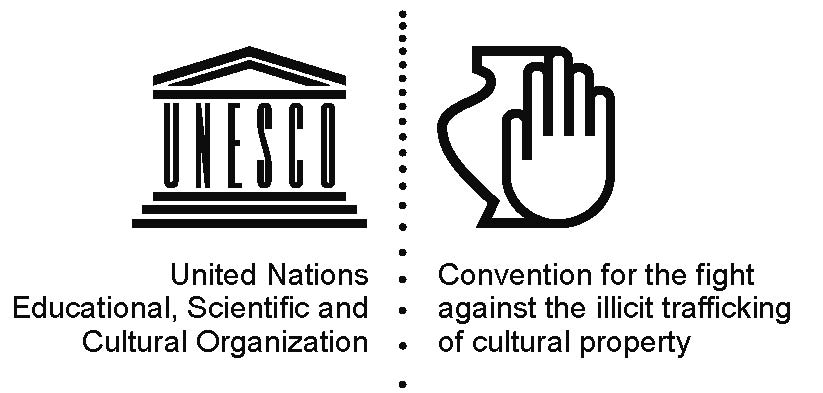 UNESCO
United Nations
Educational, Scientific and
Cultural Organization
Convention for the fight
against the illicit trafficking
of cultural property